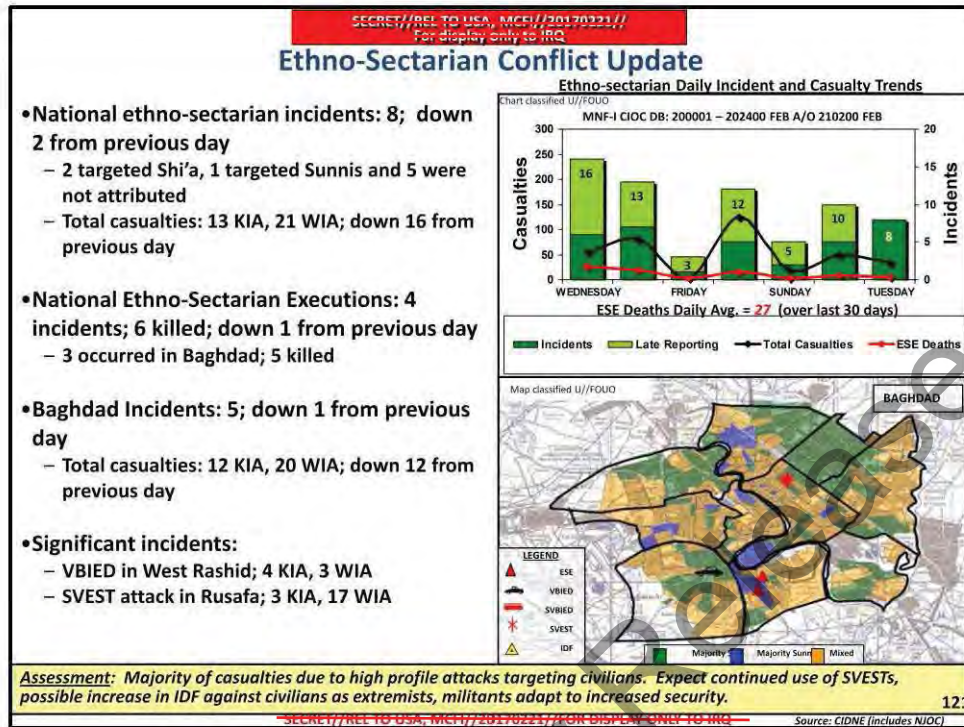 SECRET//REL TO USA, MCFI//20170221//
For display only to IRQ
Ethno-Sectarian Conflict Update
•National ethno-sectarian incidents: 8; down
2 from previous day
– 2 targeted Shi'a, 1 targeted Sunnis and 5 were
not attributed
– Total casualties: 13 KIA, 21 WIA; down 16 from
previous day
•National Ethno-Sectarian Executions: 4
incidents; 6 killed; down 1 from previous day
– 3 occurred in Baghdad; 5 killed
•Baghdad Incidents: 5; down 1 from previous
day
– Total casualties: 12 KIA, 20 WIA; down 12 from
previous day
•Significant incidents:
– VBIED in West Rashid; 4 KIA, 3 WIA
– SVEST attack in Rusafa; 3 KIA, 17 WIA
Ethno-sectarian Daily Incident and Casualty Trends
Chart classified U//FOUO
MNF-I CIOC DB: 200001 – 202400 FEB A/O 210200 FEB
Casualties
300
250
200
150
100
50
0
16
13
3
12
5
10
8
20
15
10
5
0
Incidents
WEDNESDAY FRIDAY SUNDAY TUESDAY
ESE Deaths Daily Avg. = 27 (over last 30 days)
Incidents Late Reporting Total Casualties ESE Deaths
Map classified U//FOUO
BAGHDAD
LEGEND
ESE
VBIED
SVBIED
SVEST
IDF
Majority S Majority Sunn Mixed
Release
Assessment: Majority of casualties due to high profile attacks targeting civilians. Expect continued use of SVESTs,
possible increase in IDF against civilians as extremists, militants adapt to increased security.
121
SECRET//REL TO USA, MCFI//20170221//FOR DISPLAY ONLY TO IRQ
Source: CIDNE (includes NJOC)